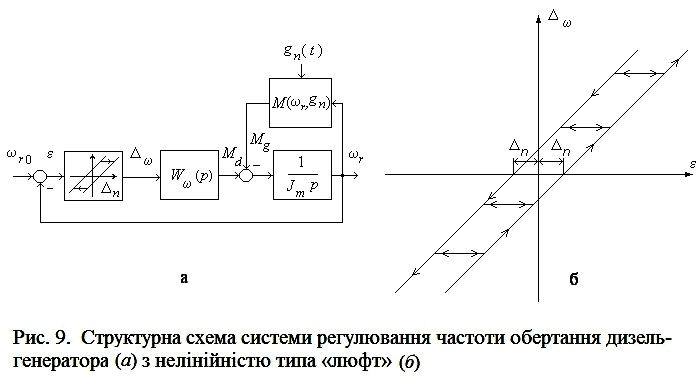 g_n(t)
Δ_ω
M(ω_r,g_n)
ω_r0 ε Δ_ω M_d M_g ω_r
Δ_n
W_ω(p)
1
J_m p
− −
Δ_n Δ_n
ε
а б
Рис. 9. Структурна схема системи регулювання частоти обертання дизель-
генератора (а) з нелінійністю типа «люфт» (б)